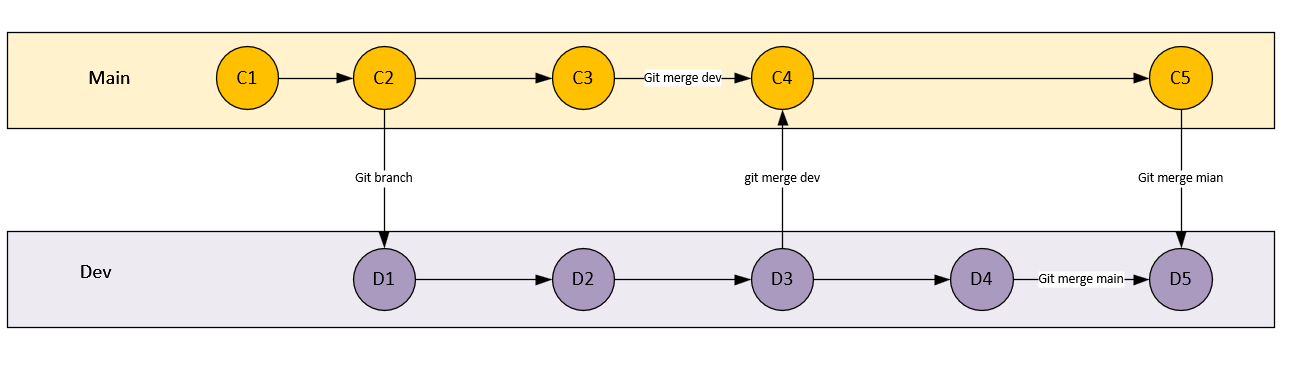 Main
C1
C2
C3
Git merge dev
C4
C5
Git branch
git merge dev
Git merge mian
Dev
D1
D2
D3
D4
Git merge main
D5